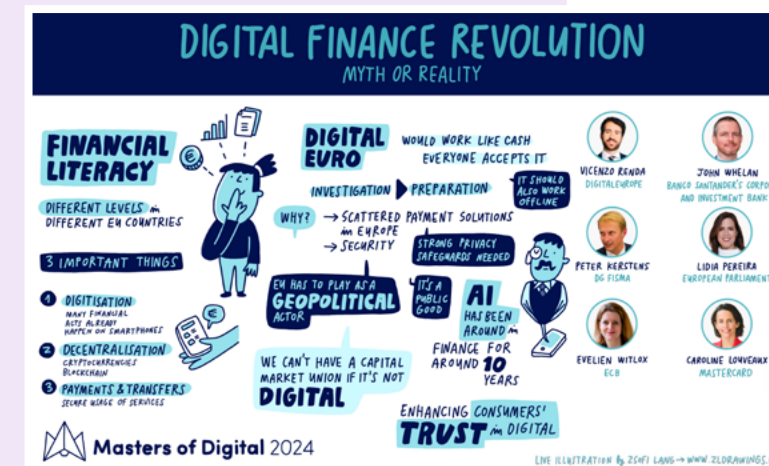 DIGITAL FINANCE REVOLUTION
MYTH OR REALITY
FINANCIAL
LITERACY
DIFFERENT LEVELS in
DIFFERENT EU COUNTRIES
3 IMPORTANT THINGS
1 DIGITISATION
MANY FINANCIAL
ACTS ALREADY
HAPPEN ON SMARTPHONES
2 DECENTRALISATION
CRYPTOCURRENCIES
BLOCKCHAIN
3 PAYMENTS & TRANSFERS
SECURE USAGE OF SERVICES
€
€
DIGITAL
EURO
WOULD WORK LIKE CASH
EVERYONE ACCEPTS IT
INVESTIGATION ▶ PREPARATION
IT SHOULD
ALSO WORK
OFFLINE
WHY?
→ SCATTERED PAYMENT SOLUTIONS
in EUROPE
→ SECURITY
STRONG PRIVACY
SAFEGUARDS NEEDED
EU HAS TO PLAY AS A
GEOPOLITICAL
ACTOR
IT'S A
PUBLIC
GOOD
AI
HAS BEEN
AROUND in
FINANCE FOR
AROUND 10
YEARS
WE CAN'T HAVE A CAPITAL
MARKET UNION IF IT'S NOT
DIGITAL
ENHANCING CONSUMERS'
TRUST in DIGITAL
VICENZO RENDA
DIGITALEUROPE
JOHN WHELAN
BANCO SANTANDER'S CORPO
AND INVESTMENT BANK
PETER KERSTENS
DG FISMA
LIDIA PEREIRA
EUROPEAN PARLIAMENT
EVELIEN WITLOX
ECB
CAROLINE LOUVEAUX
MASTERCARD
Masters of Digital 2024
LIVE ILLUSTRATION by ZSOFI LANG → WWW.ZLDRAWINGS.